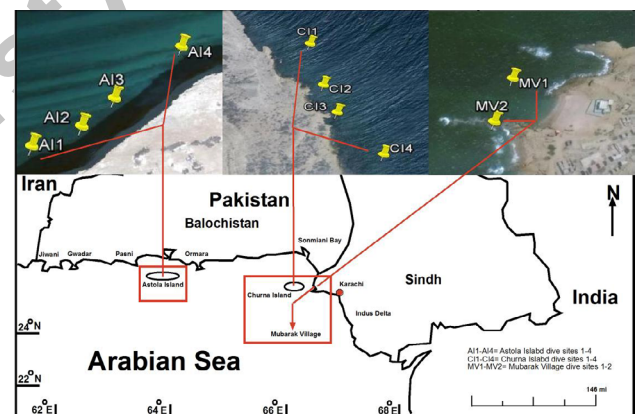 AI4
AI3
AI2
AI1
CI1
CI2
CI3
CI4
MV1
MV2
Iran
Pakistan
Balochistan
N
Jiwani
Gwadar
Pasni
Ormara
Sonmiani Bay
Astola Island
Churna Island
Karachi
Sindh
India
Indus Delta
Mubarak Village
24°N
Arabian Sea
AI1-AI4= Astola Islabd dive sites 1-4
CI1-CI4= Churna Islabd dive sites 1-4
MV1-MV2= Mubarak Village dive sites 1-2
22°N
146 mi
62°E
64°E
66°E
68°E